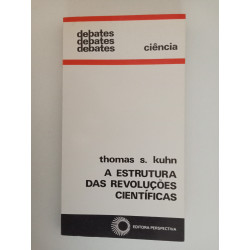 debates
debates
debates
ciência
thomas s. kuhn
A ESTRUTURA
DAS REVOLUÇÕES
CIENTÍFICAS
EDITORA PERSPECTIVA